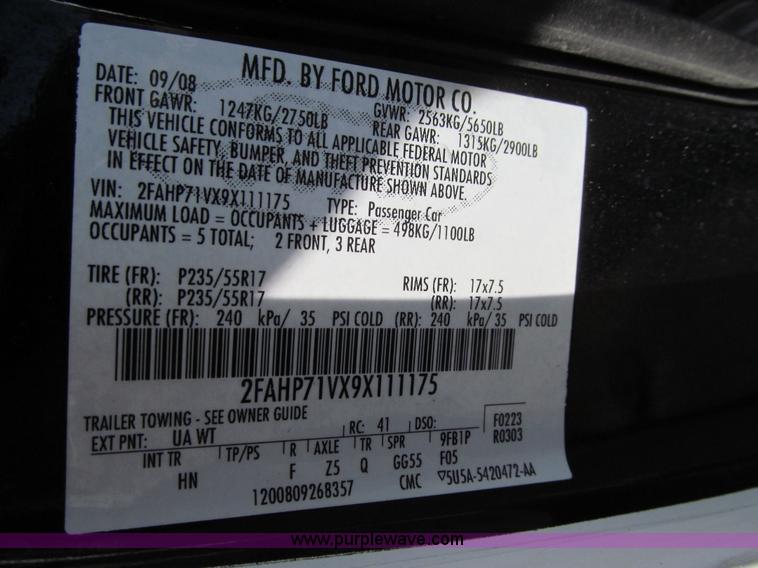 MFD. BY FORD MOTOR CO.
DATE: 09/08 GVWR: 2563KG/5650LB
FRONT GAWR: 1247KG/2750LB REAR GAWR: 1315KG/2900LB
THIS VEHICLE CONFORMS TO ALL APPLICABLE FEDERAL MOTOR
VEHICLE SAFETY, BUMPER, AND THEFT PREVENTION STANDARDS
IN EFFECT ON THE DATE OF MANUFACTURE SHOWN ABOVE.
VIN: 2FAHP71VX9X111175 TYPE: Passenger Car
MAXIMUM LOAD = OCCUPANTS + LUGGAGE = 498KG/1100LB
OCCUPANTS = 5 TOTAL; 2 FRONT, 3 REAR
TIRE (FR): P235/55R17 RIMS (FR): 17x7.5
(RR): P235/55R17 (RR): 17x7.5
PRESSURE (FR): 240 kPa/ 35 PSI COLD (RR): 240 kPa/ 35 PSI COLD
2FAHP71VX9X111175
TRAILER TOWING - SEE OWNER GUIDE
EXT PNT: UA WT RC: 41 DSO: F0223
INT TR TP/PS R AXLE TR SPR 9FB1P R0303
HN F Z5 Q GG55 F05
1200809268357 CMC ▽5U5A-5420472-AA
www.purplewave.com